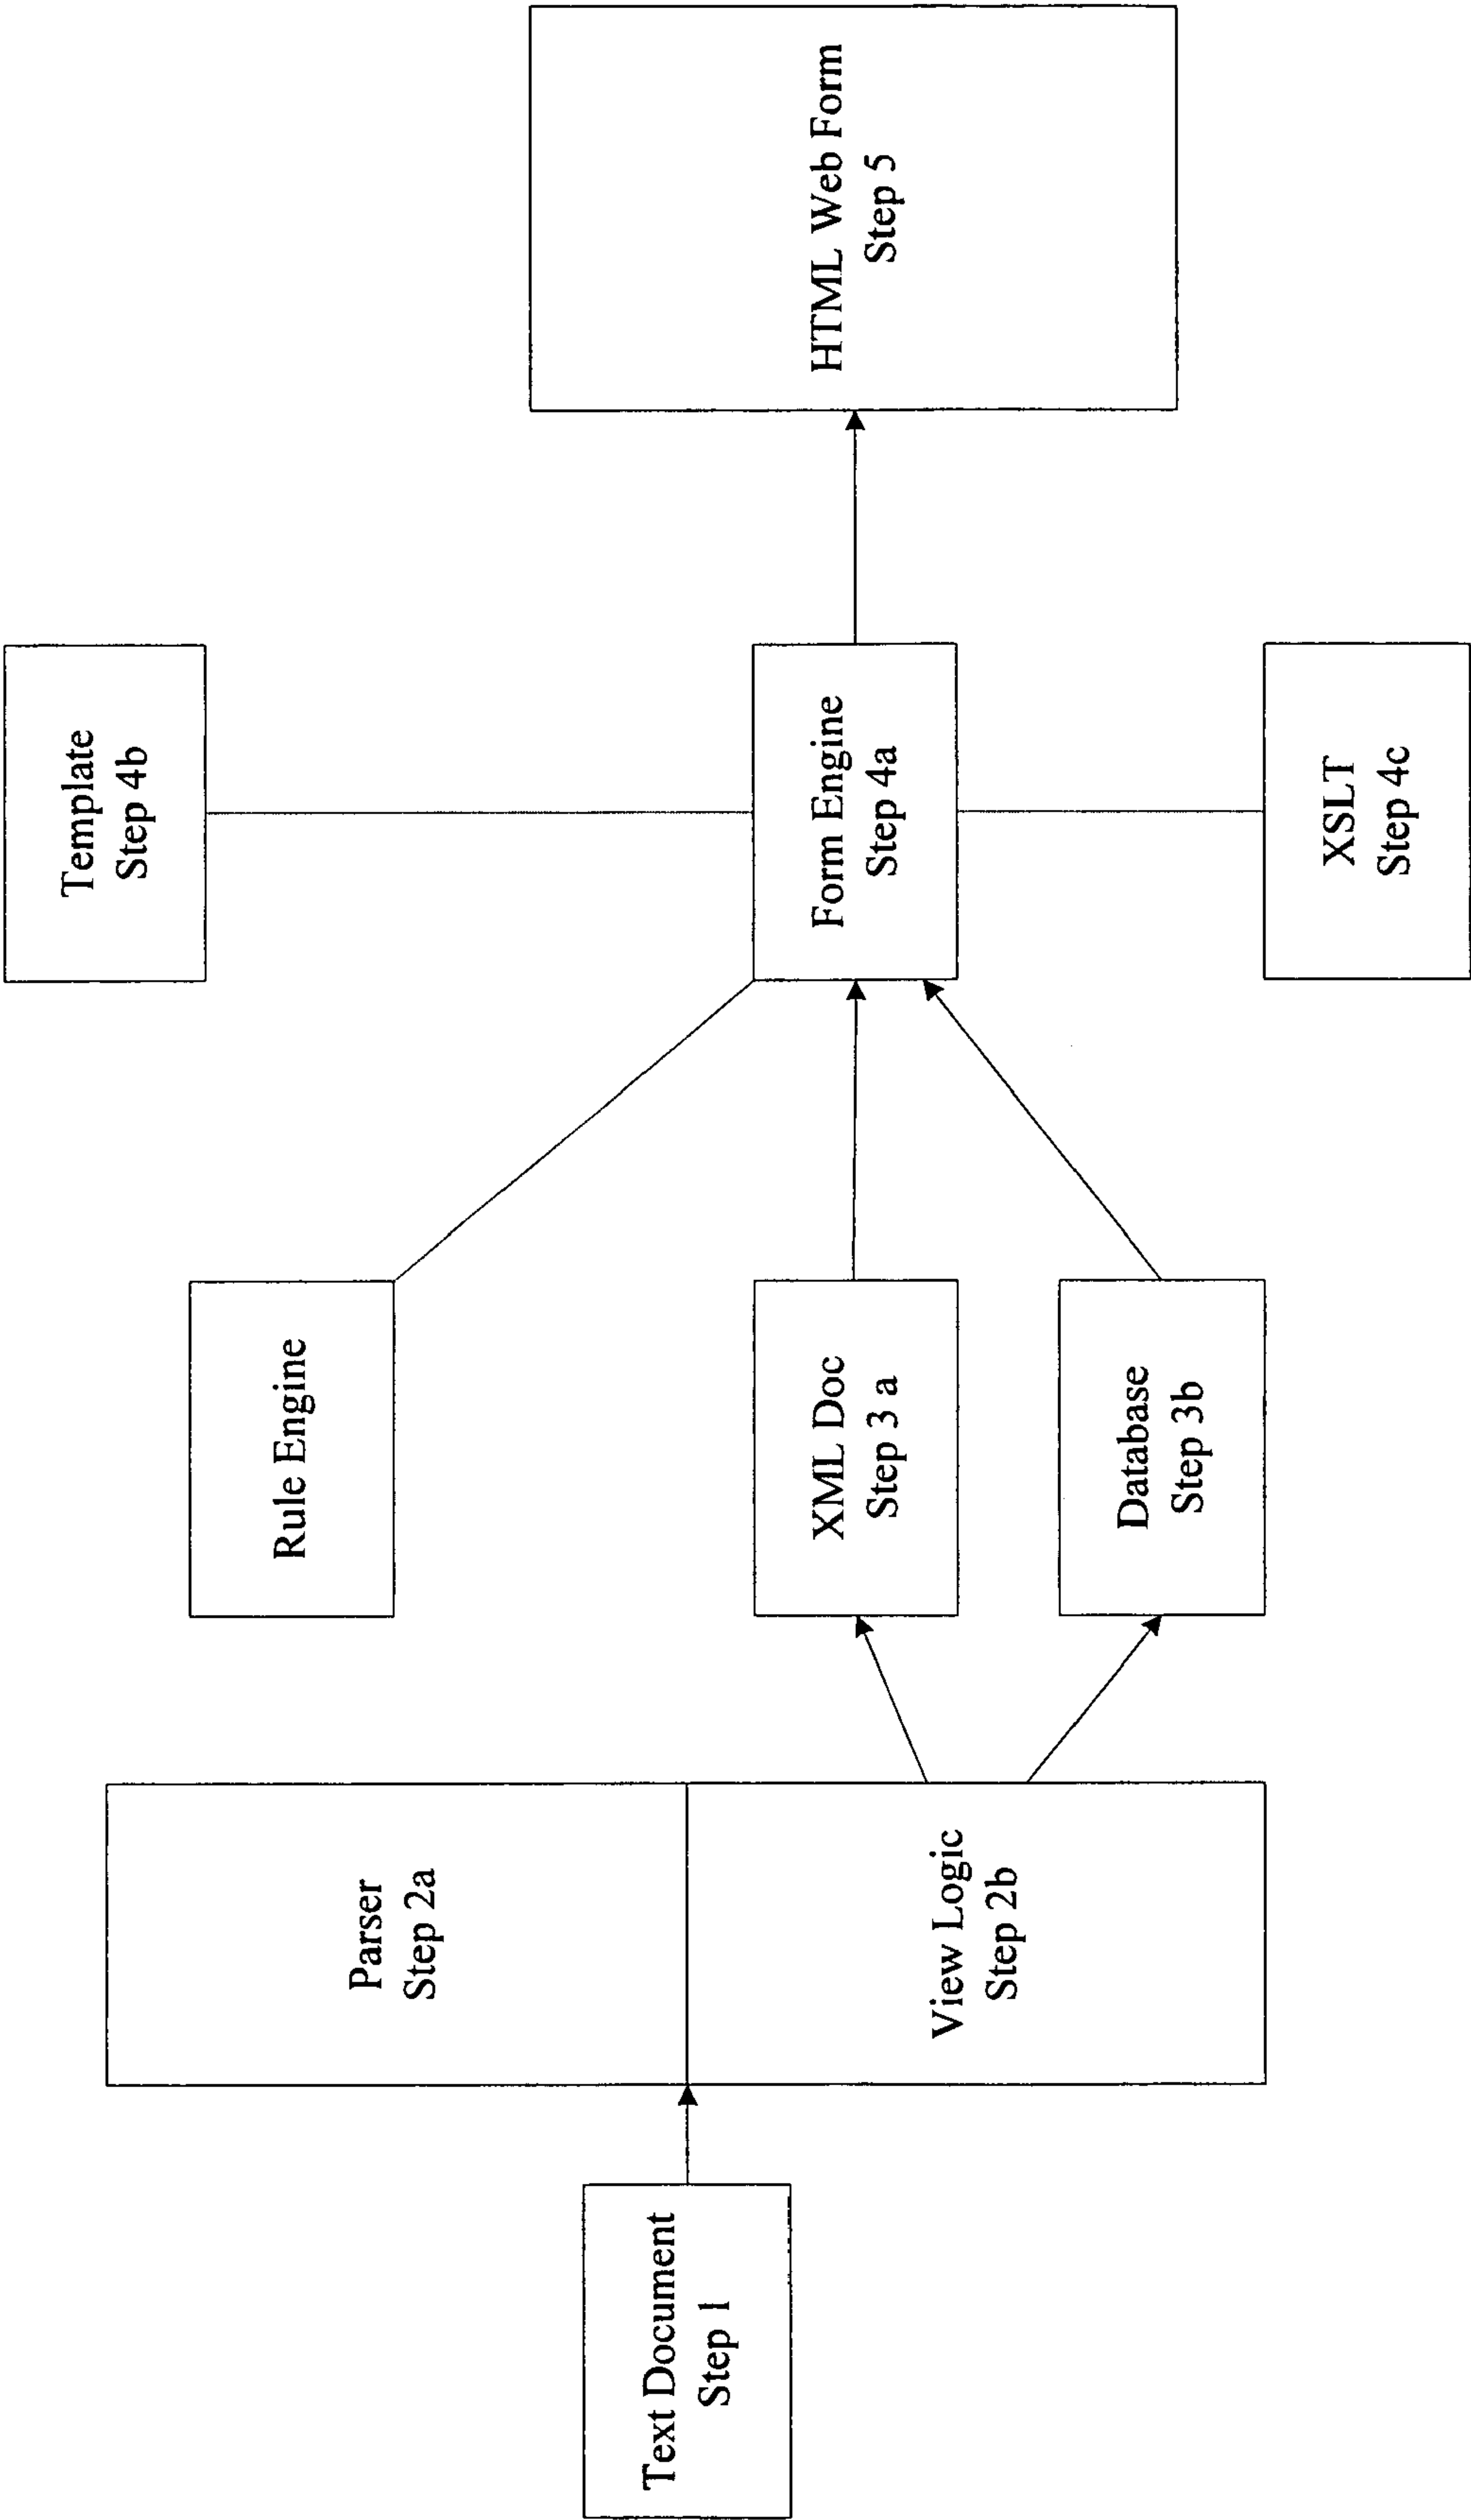 Text Document
Step 1
Parser
Step 2a
View Logic
Step 2b
Rule Engine
XML Doc
Step 3 a
Database
Step 3b
Template
Step 4b
Form Engine
Step 4a
XSLT
Step 4c
HTML Web Form
Step 5